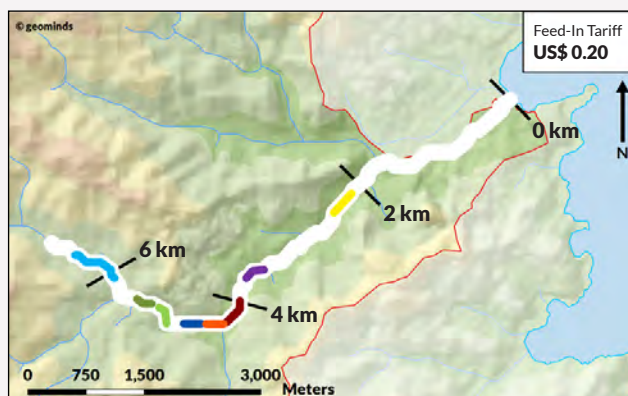 © geominds
Feed-In Tariff
US$ 0.20
0 km
N
2 km
6 km
4 km
0 750 1,500 3,000
Meters